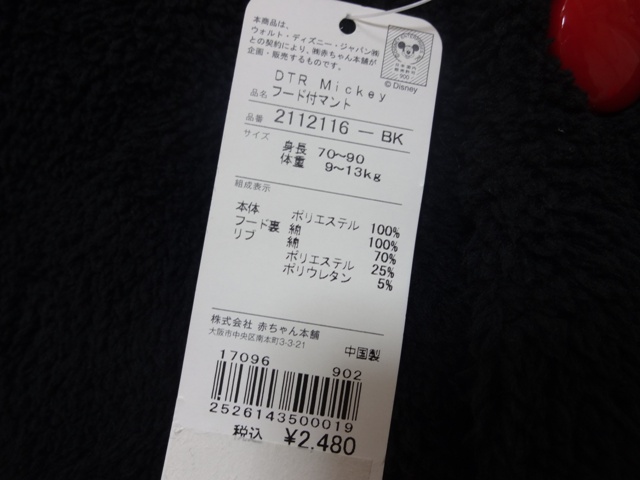 本商品は、
ウォルト・ディズニー・ジャパン㈱
との契約により、㈱赤ちゃん本舗が
企画・販売するものです。
© Disney
DTR Mickey
品名 フード付マント
品番 2112116－BK
サイズ
身長 70～90
体重 9～13kg
組成表示
本体 ポリエステル 100%
フード裏 綿 100%
リブ 綿 70%
ポリエステル 25%
ポリウレタン 5%
株式会社 赤ちゃん本舗
大阪市中央区南本町3-3-21
中国製
17096 902
2526143500019
税込 ¥2,480